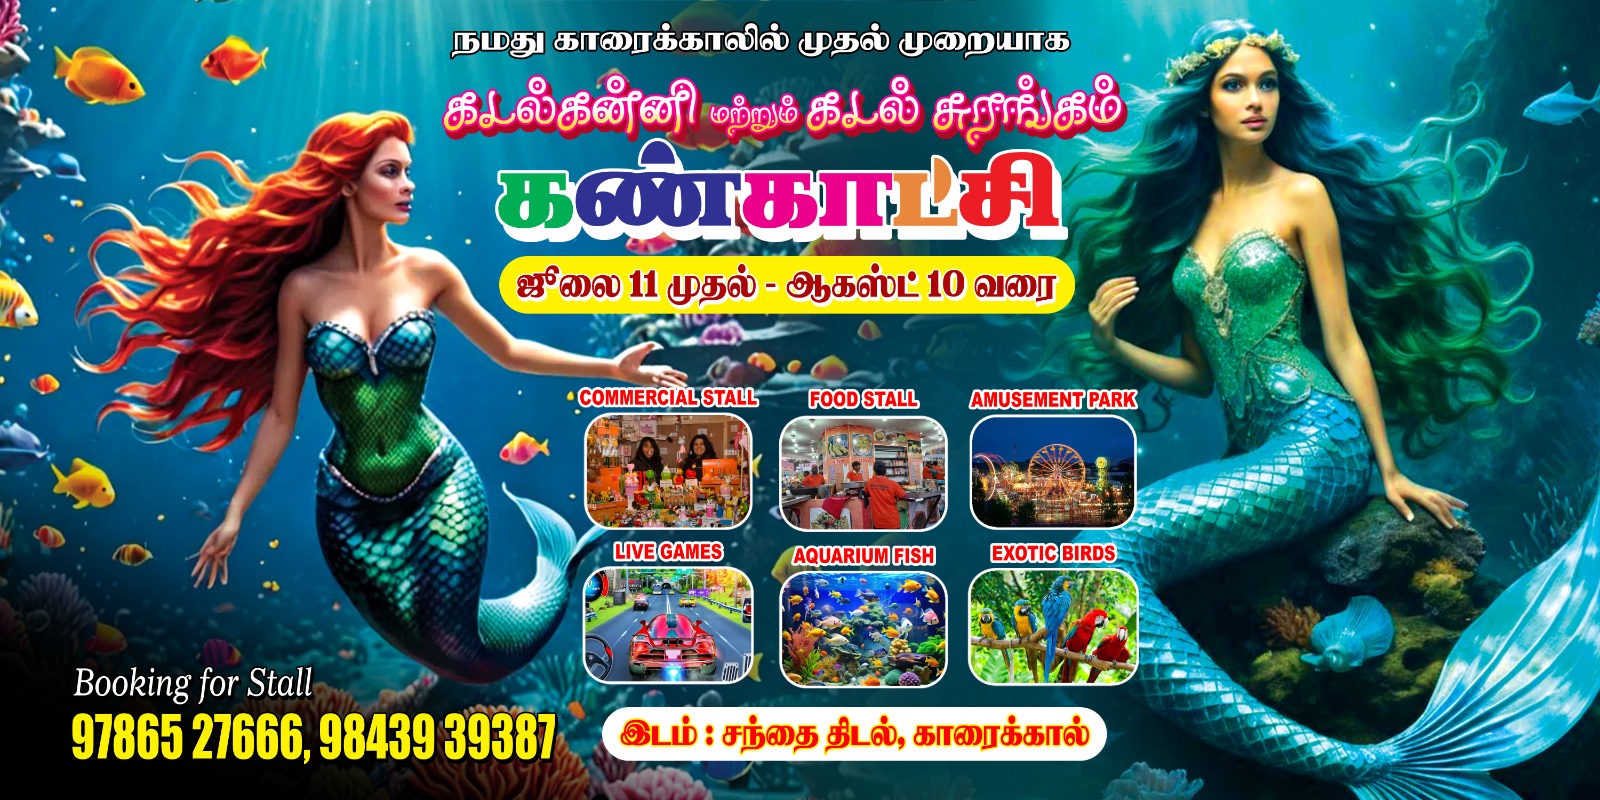 நமது காரைக்காலில் முதல் முறையாக
கடல்கன்னி மற்றும் கடல் சுரங்கம்
கண்காட்சி
ஜூலை 11 முதல் - ஆகஸ்ட் 10 வரை
COMMERCIAL STALL
FOOD STALL
AMUSEMENT PARK
LIVE GAMES
AQUARIUM FISH
EXOTIC BIRDS
Booking for Stall
97865 27666, 98439 39387
இடம் : சந்தை திடல், காரைக்கால்